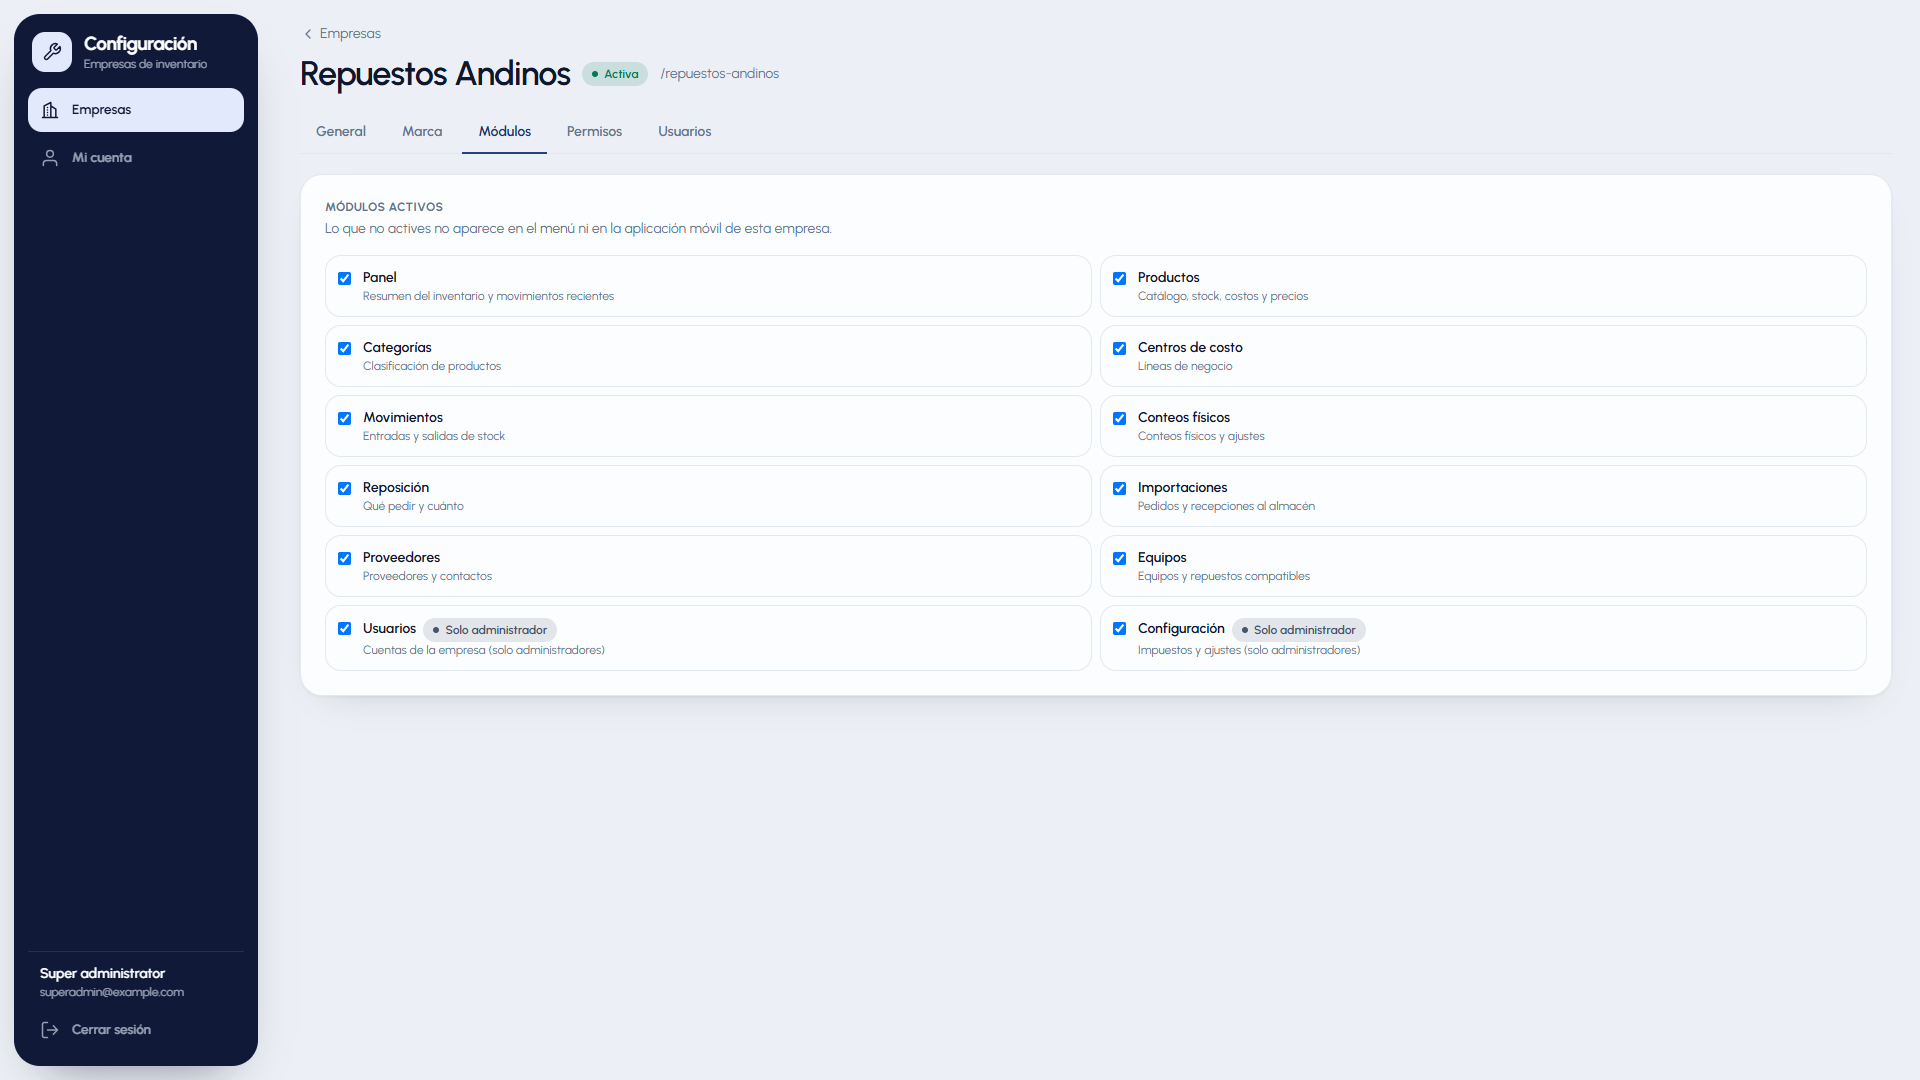 Configuración
Empresas de inventario
Empresas
Mi cuenta
Super administrator
superadmin@example.com
Cerrar sesión
Empresas
Repuestos Andinos
Activa
/repuestos-andinos
General
Marca
Módulos
Permisos
Usuarios
MÓDULOS ACTIVOS
Lo que no actives no aparece en el menú ni en la aplicación móvil de esta empresa.
Panel
Resumen del inventario y movimientos recientes
Productos
Catálogo, stock, costos y precios
Categorías
Clasificación de productos
Centros de costo
Líneas de negocio
Movimientos
Entradas y salidas de stock
Conteos físicos
Conteos físicos y ajustes
Reposición
Qué pedir y cuánto
Importaciones
Pedidos y recepciones al almacén
Proveedores
Proveedores y contactos
Equipos
Equipos y repuestos compatibles
Usuarios
Solo administrador
Cuentas de la empresa (solo administradores)
Configuración
Solo administrador
Impuestos y ajustes (solo administradores)